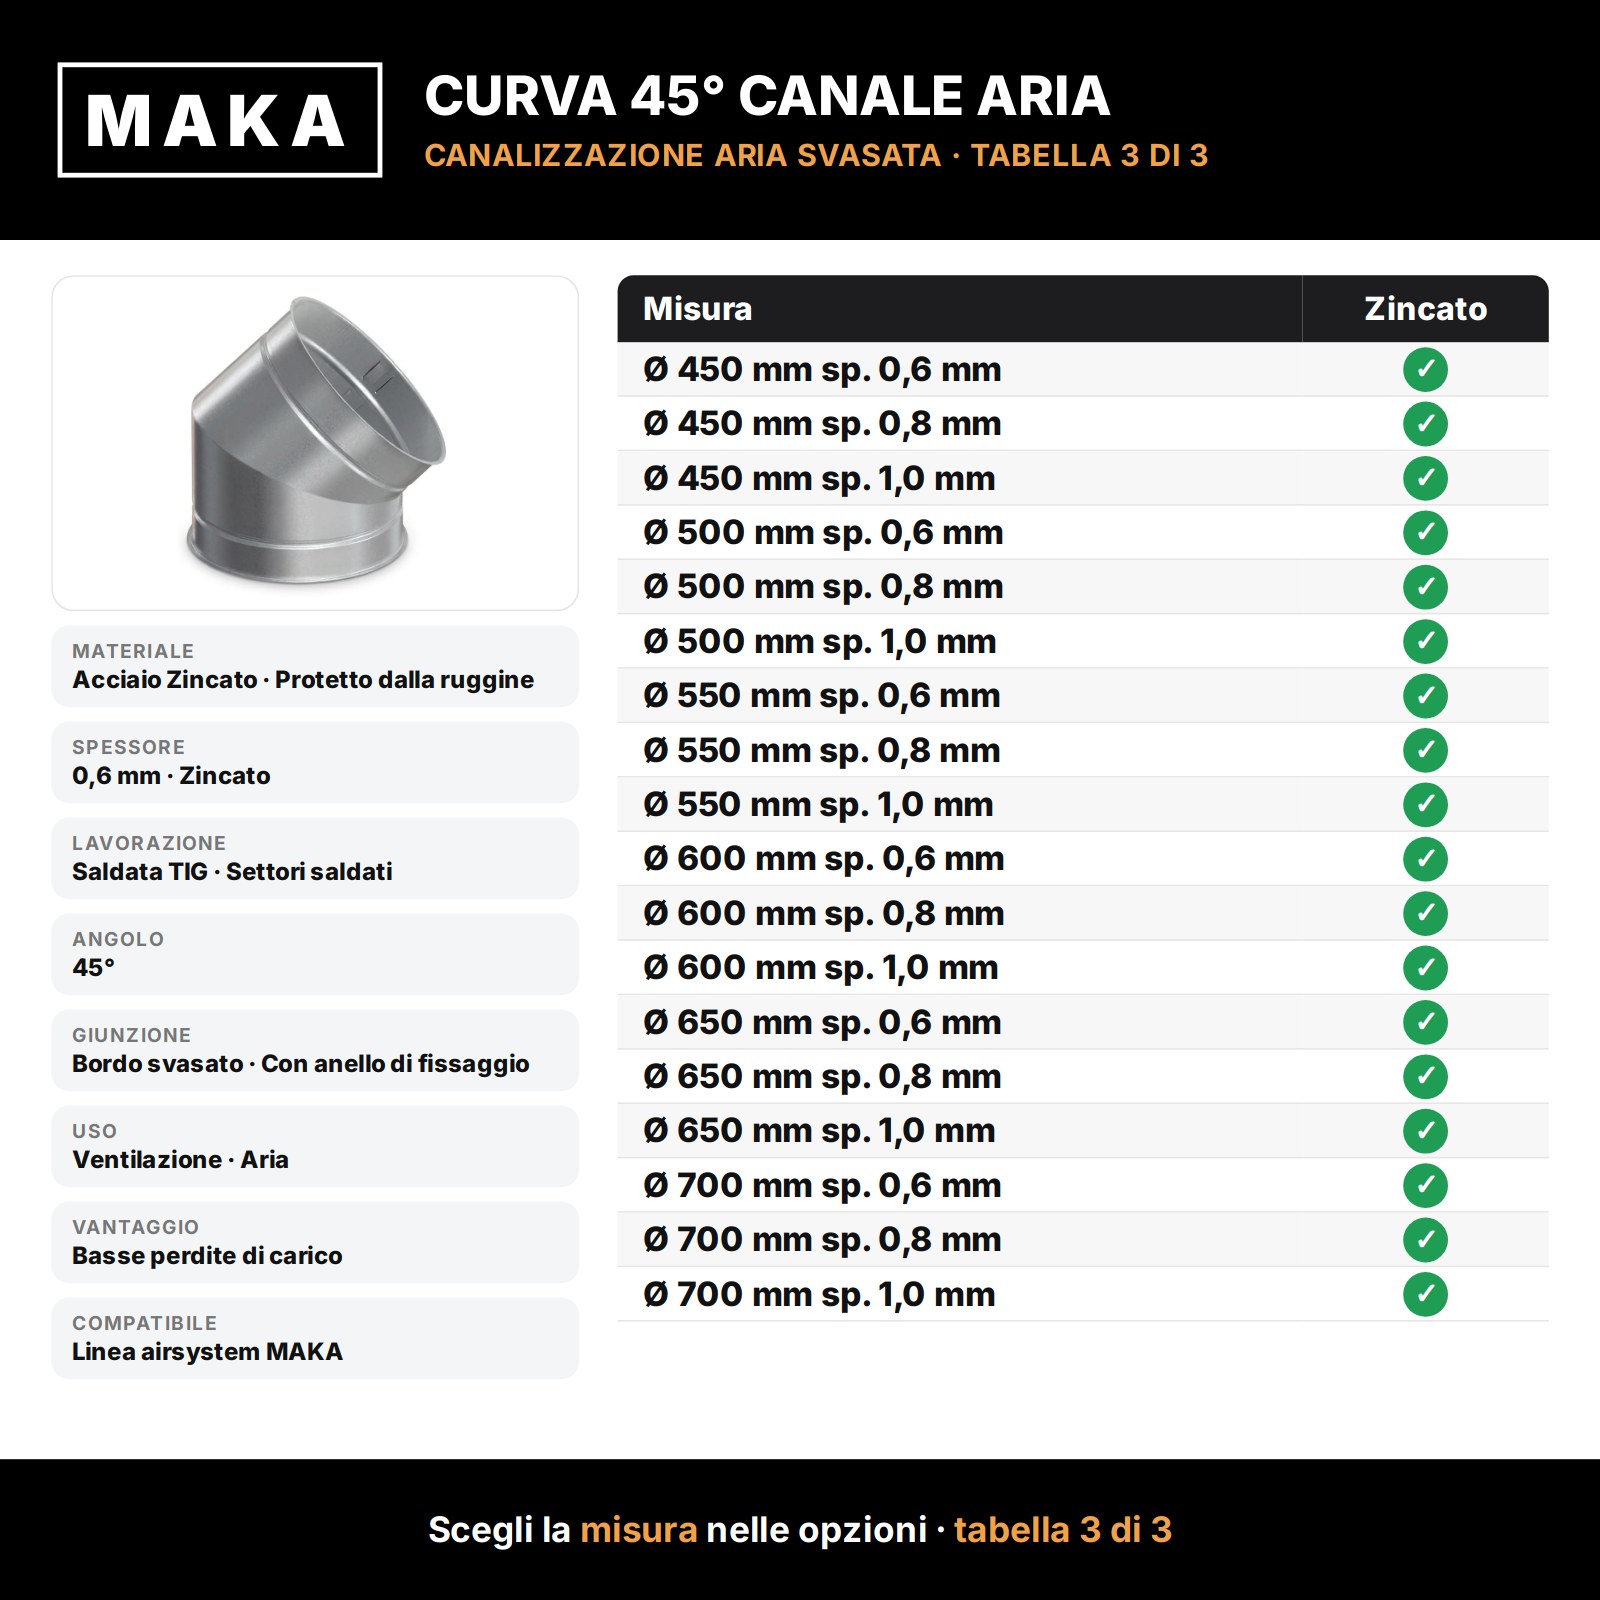 MAKA
CURVA 45° CANALE ARIA
CANALIZZAZIONE ARIA SVASATA · TABELLA 3 DI 3
MATERIALE
Acciaio Zincato · Protetto dalla ruggine
SPESSORE
0,6 mm · Zincato
LAVORAZIONE
Saldata TIG · Settori saldati
ANGOLO
45°
GIUNZIONE
Bordo svasato · Con anello di fissaggio
USO
Ventilazione · Aria
VANTAGGIO
Basse perdite di carico
COMPATIBILE
Linea airsystem MAKA
Misura Zincato
Ø 450 mm sp. 0,6 mm ✓
Ø 450 mm sp. 0,8 mm ✓
Ø 450 mm sp. 1,0 mm ✓
Ø 500 mm sp. 0,6 mm ✓
Ø 500 mm sp. 0,8 mm ✓
Ø 500 mm sp. 1,0 mm ✓
Ø 550 mm sp. 0,6 mm ✓
Ø 550 mm sp. 0,8 mm ✓
Ø 550 mm sp. 1,0 mm ✓
Ø 600 mm sp. 0,6 mm ✓
Ø 600 mm sp. 0,8 mm ✓
Ø 600 mm sp. 1,0 mm ✓
Ø 650 mm sp. 0,6 mm ✓
Ø 650 mm sp. 0,8 mm ✓
Ø 650 mm sp. 1,0 mm ✓
Ø 700 mm sp. 0,6 mm ✓
Ø 700 mm sp. 0,8 mm ✓
Ø 700 mm sp. 1,0 mm ✓
Scegli la misura nelle opzioni · tabella 3 di 3